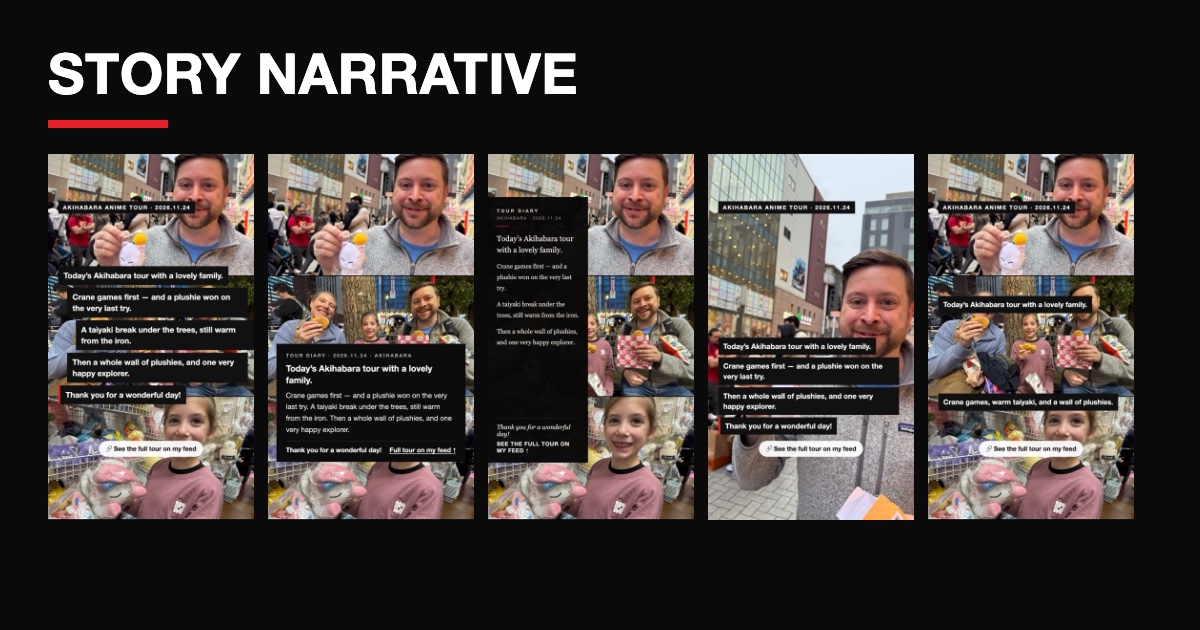 STORY NARRATIVE
AKIHABARA ANIME TOUR · 2026.11.24
Today's Akihabara tour with a lovely family.
Crane games first — and a plushie won on
the very last try.
A taiyaki break under the trees, still warm
from the iron.
Then a whole wall of plushies, and one very
happy explorer.
Thank you for a wonderful day!
See the full tour on my feed
TOUR DIARY · 2026.11.24 · AKIHABARA
Today's Akihabara tour with a lovely
family.
Crane games first — and a plushie won on the very
last try. A taiyaki break under the trees, still warm
from the iron. Then a whole wall of plushies, and one
very happy explorer.
Thank you for a wonderful day! Full tour on my feed ↑
TOUR DIARY
AKIHABARA · 2026.11.24
Today's Akihabara tour
with a lovely family.
Crane games first — and a
plushie won on the very last
try.
A taiyaki break under the
trees, still warm from the iron.
Then a whole wall of plushies,
and one very happy explorer.
Thank you for a wonderful
day!
SEE THE FULL TOUR ON
MY FEED ↑
AKIHABARA ANIME TOUR · 2026.11.24
Today's Akihabara tour with a lovely family.
Crane games first — and a plushie won on the
very last try.
Then a whole wall of plushies, and one very
happy explorer.
Thank you for a wonderful day!
See the full tour on my feed
AKIHABARA ANIME TOUR · 2026.11.24
Today's Akihabara tour with a lovely family.
Crane games, warm taiyaki, and a wall of plushies.
See the full tour on my feed